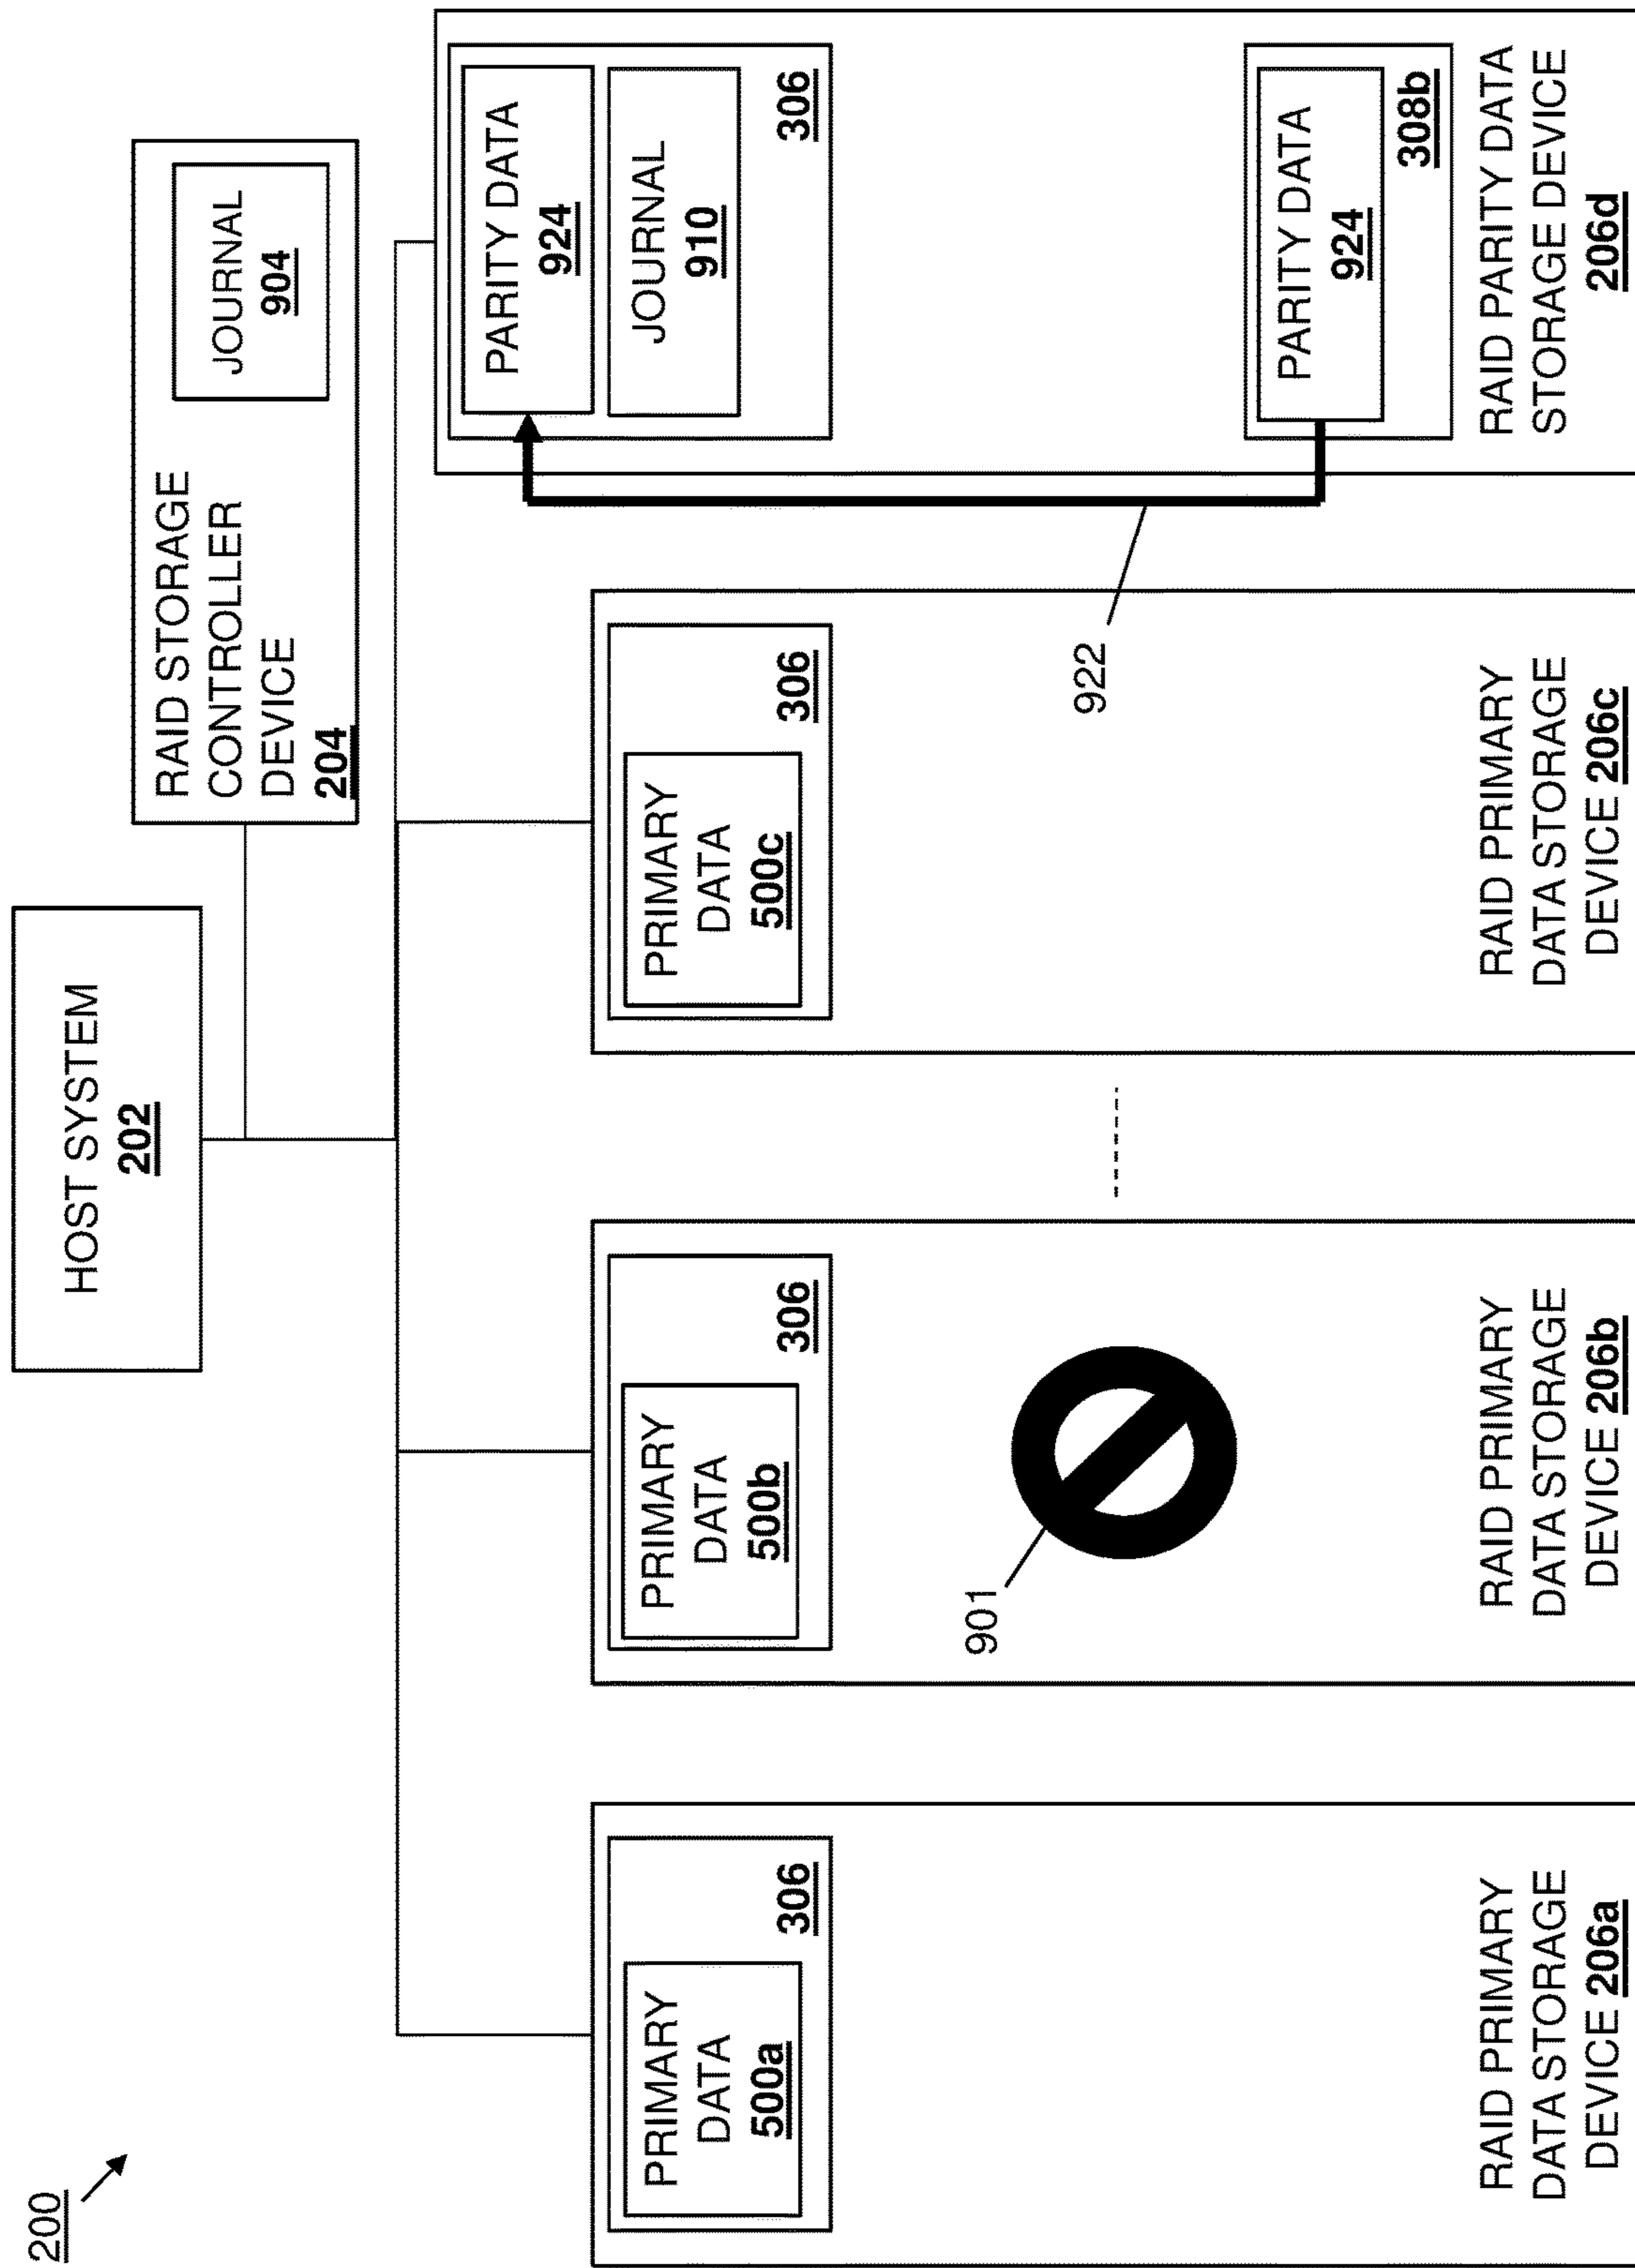 200
HOST SYSTEM
202
RAID STORAGE
CONTROLLER
DEVICE
204
JOURNAL
904
PRIMARY
DATA
500a
306
RAID PRIMARY
DATA STORAGE
DEVICE 206a
PRIMARY
DATA
500b
306
901
RAID PRIMARY
DATA STORAGE
DEVICE 206b
PRIMARY
DATA
500c
306
RAID PRIMARY
DATA STORAGE
DEVICE 206c
922
PARITY DATA
924
JOURNAL
910
306
PARITY DATA
924
308b
RAID PARITY DATA
STORAGE DEVICE
206d